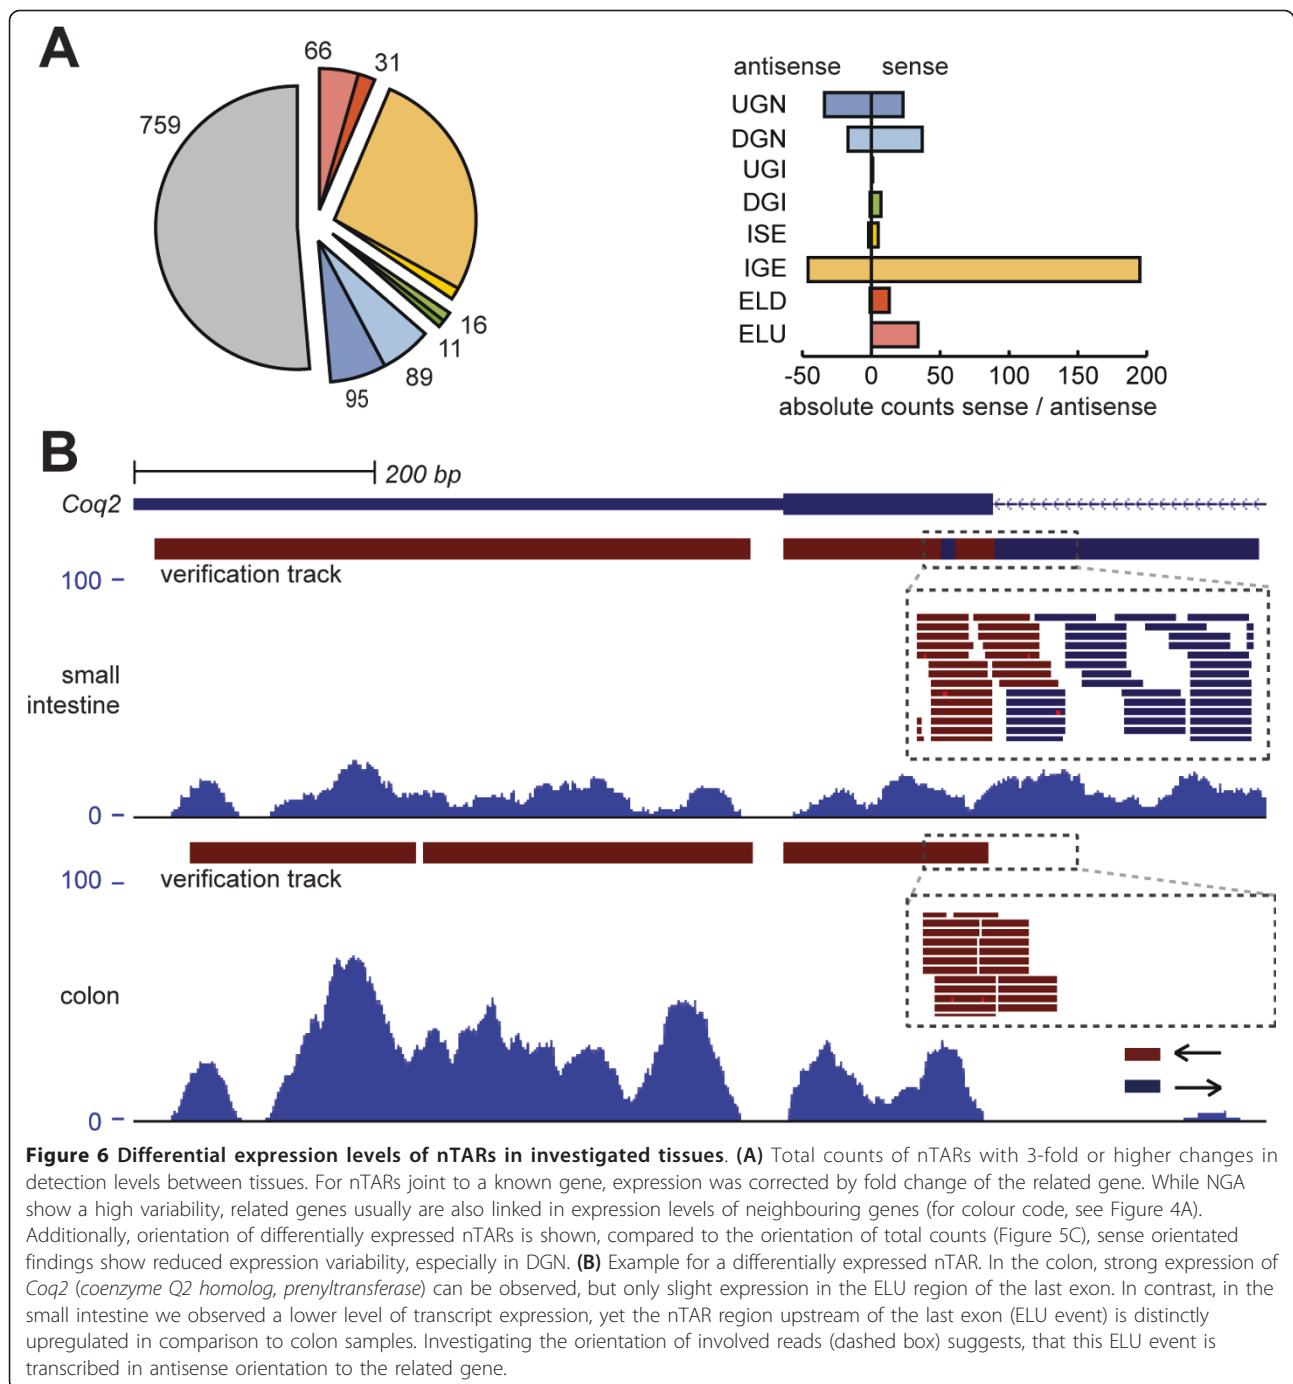 A
66
31
759
16
11
89
95
antisense sense
UGN
DGN
UGI
DGI
ISE
IGE
ELD
ELU
-50 0 50 100 150 200
absolute counts sense / antisense
B
200 bp
Coq2
verification track
100
small
intestine
0
verification track
100
colon
0
Figure 6 Differential expression levels of nTARs in investigated tissues. (A) Total counts of nTARs with 3-fold or higher changes in
detection levels between tissues. For nTARs joint to a known gene, expression was corrected by fold change of the related gene. While NGA
show a high variability, related genes usually are also linked in expression levels of neighbouring genes (for colour code, see Figure 4A).
Additionally, orientation of differentially expressed nTARs is shown, compared to the orientation of total counts (Figure 5C), sense orientated
findings show reduced expression variability, especially in DGN. (B) Example for a differentially expressed nTAR. In the colon, strong expression of
Coq2 (coenzyme Q2 homolog, prenyltransferase) can be observed, but only slight expression in the ELU region of the last exon. In contrast, in the
small intestine we observed a lower level of transcript expression, yet the nTAR region upstream of the last exon (ELU event) is distinctly
upregulated in comparison to colon samples. Investigating the orientation of involved reads (dashed box) suggests, that this ELU event is
transcribed in antisense orientation to the related gene.